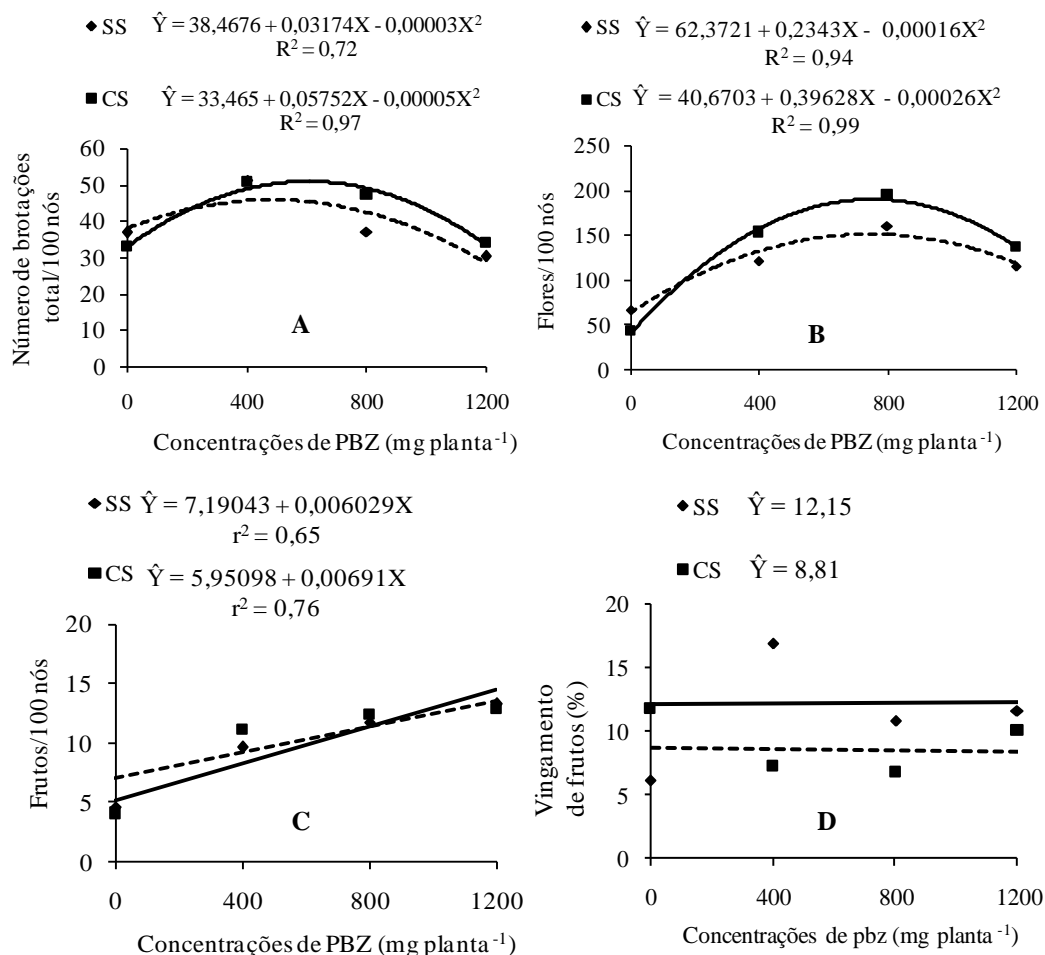 SS Ŷ = 38,4676 + 0,03174X - 0,00003X²
R² = 0,72
CS Ŷ = 33,465 + 0,05752X - 0,00005X²
R² = 0,97
Número de brotações
total/100 nós
60
50
40
30
20
10
0
A
0 400 800 1200
Concentrações de PBZ (mg planta⁻¹)
SS Ŷ = 62,3721 + 0,2343X - 0,00016X²
R² = 0,94
CS Ŷ = 40,6703 + 0,39628X - 0,00026X²
R² = 0,99
Flores/100 nós
250
200
150
100
50
0
B
0 400 800 1200
Concentrações de PBZ (mg planta⁻¹)
SS Ŷ = 7,19043 + 0,006029X
r² = 0,65
CS Ŷ = 5,95098 + 0,00691X
r² = 0,76
Frutos/100 nós
20
15
10
5
0
C
0 400 800 1200
Concentrações de PBZ (mg planta⁻¹)
SS Ŷ = 12,15
CS Ŷ = 8,81
Vingamento
de frutos (%)
20
15
10
5
0
D
0 400 800 1200
Concentrações de pbz (mg planta⁻¹)